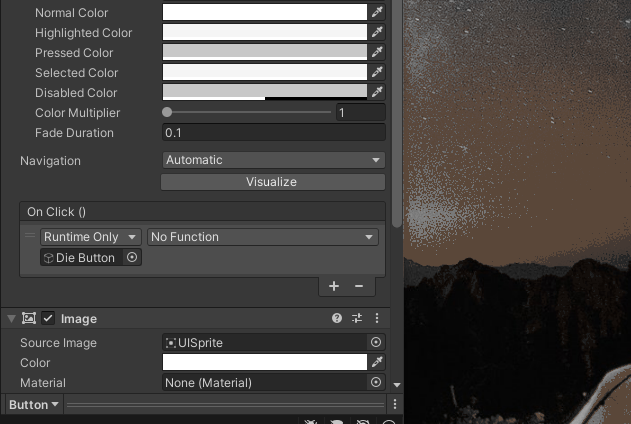 Normal Color
Highlighted Color
Pressed Color
Selected Color
Disabled Color
Color Multiplier 1
Fade Duration 0.1
Navigation Automatic
Visualize
On Click ()
Runtime Only No Function
Die Button
Image
Source Image UISprite
Color
Material None (Material)
Button